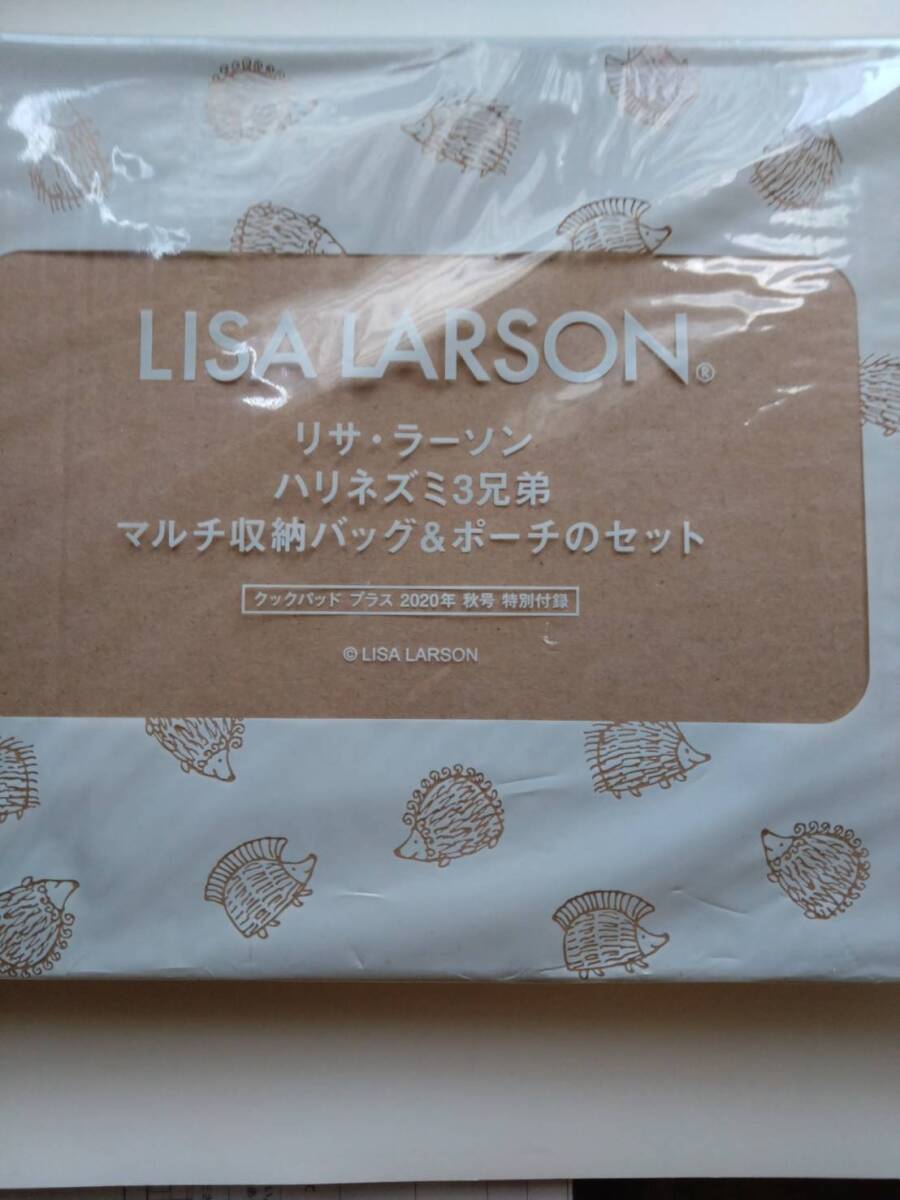 LISA LARSON®
リサ・ラーソン
ハリネズミ3兄弟
マルチ収納バッグ&ポーチのセット
クックパッド プラス 2020年 秋号 特別付録
© LISA LARSON